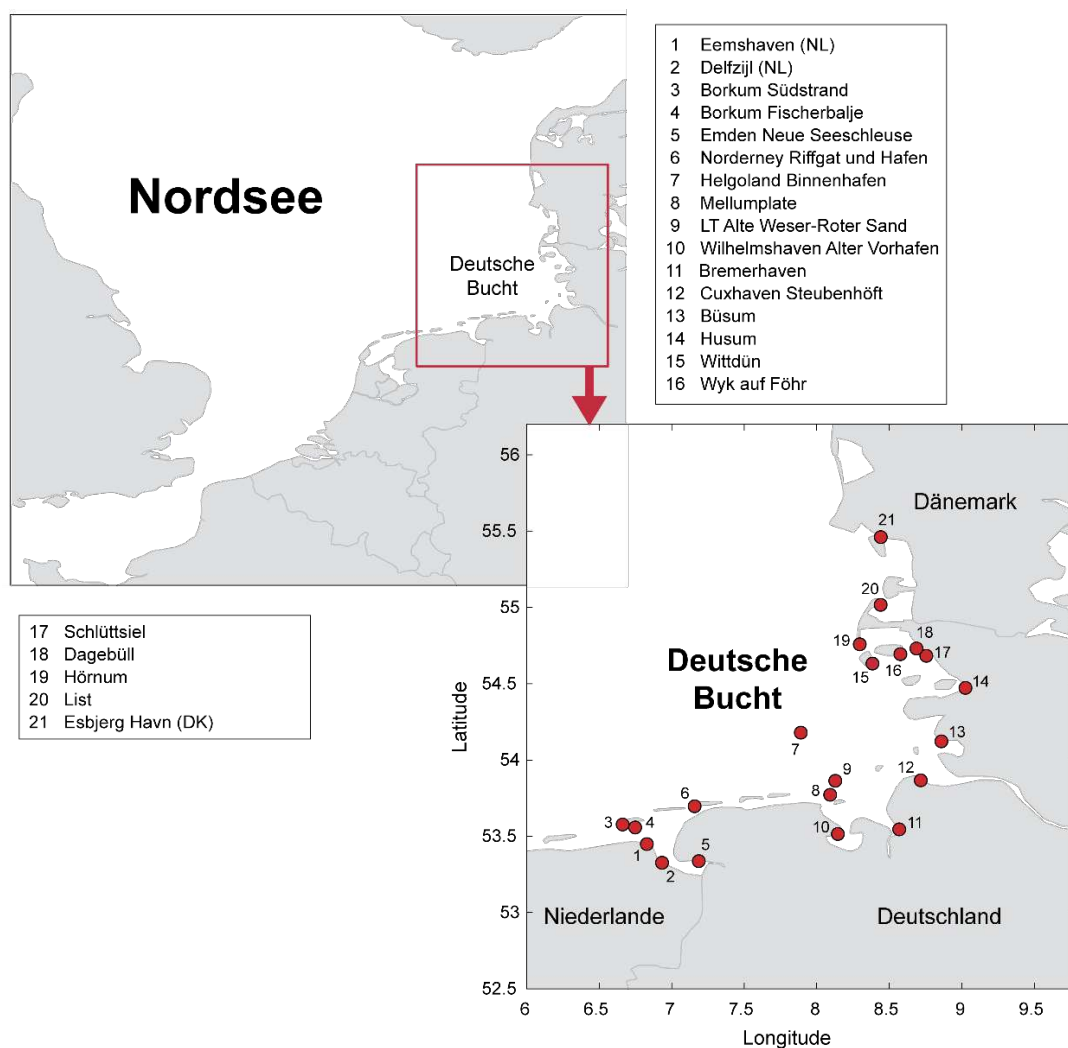 Nordsee
Deutsche
Bucht
1 Eemshaven (NL)
2 Delfzijl (NL)
3 Borkum Südstrand
4 Borkum Fischerbalje
5 Emden Neue Seeschleuse
6 Norderney Riffgat und Hafen
7 Helgoland Binnenhafen
8 Mellumplate
9 LT Alte Weser-Roter Sand
10 Wilhelmshaven Alter Vorhafen
11 Bremerhaven
12 Cuxhaven Steubenhöft
13 Büsum
14 Husum
15 Wittdün
16 Wyk auf Föhr
17 Schlüttsiel
18 Dagebüll
19 Hörnum
20 List
21 Esbjerg Havn (DK)
56
55.5
55
54.5
54
53.5
53
52.5
Latitude
Dänemark
21
20
19
18
17
16
15
14
Deutsche
Bucht
13
7
12
9
8
6
3
4
10
11
1
5
2
Niederlande
Deutschland
6
6.5
7
7.5
8
8.5
9
9.5
Longitude